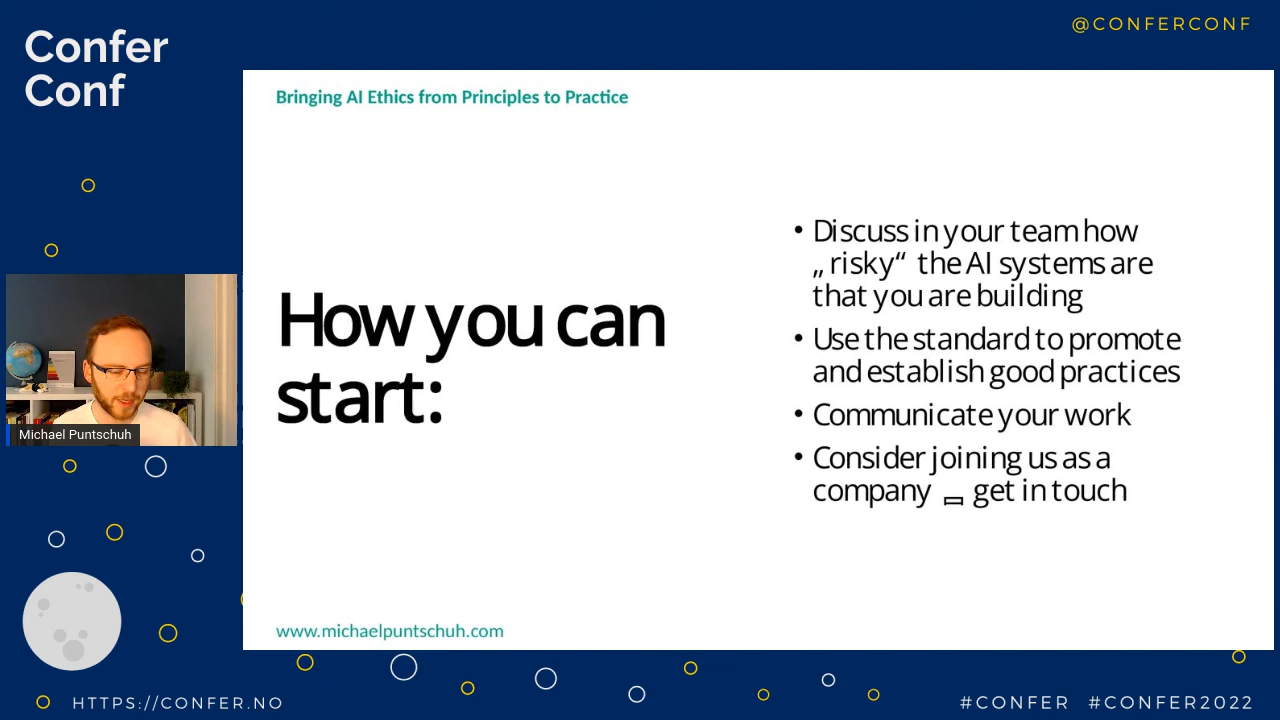 Confer
Conf
@CONFERCONF
Bringing AI Ethics from Principles to Practice
How you can
start:
• Discuss in your team how
„risky“ the AI systems are
that you are building
• Use the standard to promote
and establish good practices
• Communicate your work
• Consider joining us as a
company get in touch
Michael Puntschuh
www.michaelpuntschuh.com
HTTPS://CONFER.NO
#CONFER #CONFER2022